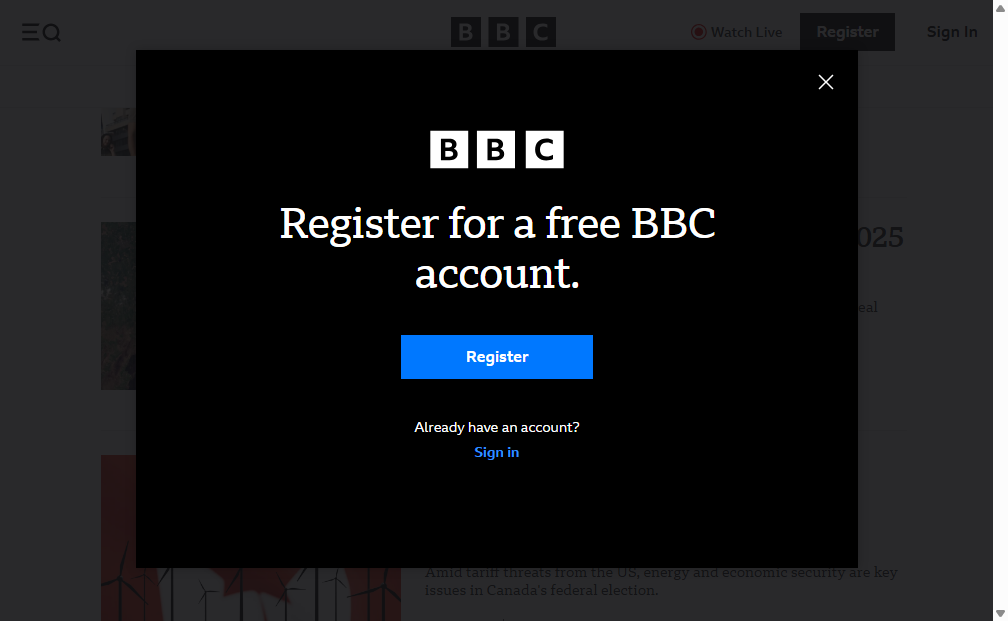 BBC
Watch Live
Register
Sign In
BBC
Register for a free BBC
account.
025
eal
Register
Already have an account?
Sign in
Amid tariff threats from the US, energy and economic security are key
issues in Canada's federal election.